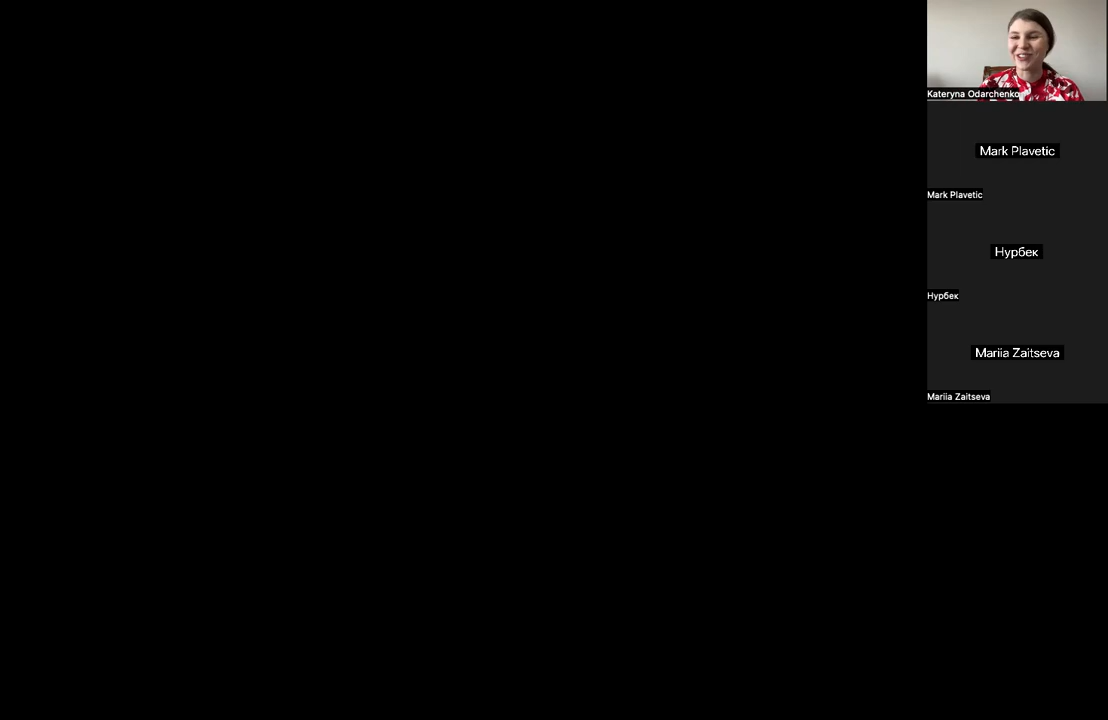 Kateryna Odarchenko
Mark Plavetic
Mark Plavetic
Нурбек
Нурбек
Mariia Zaitseva
Mariia Zaitseva